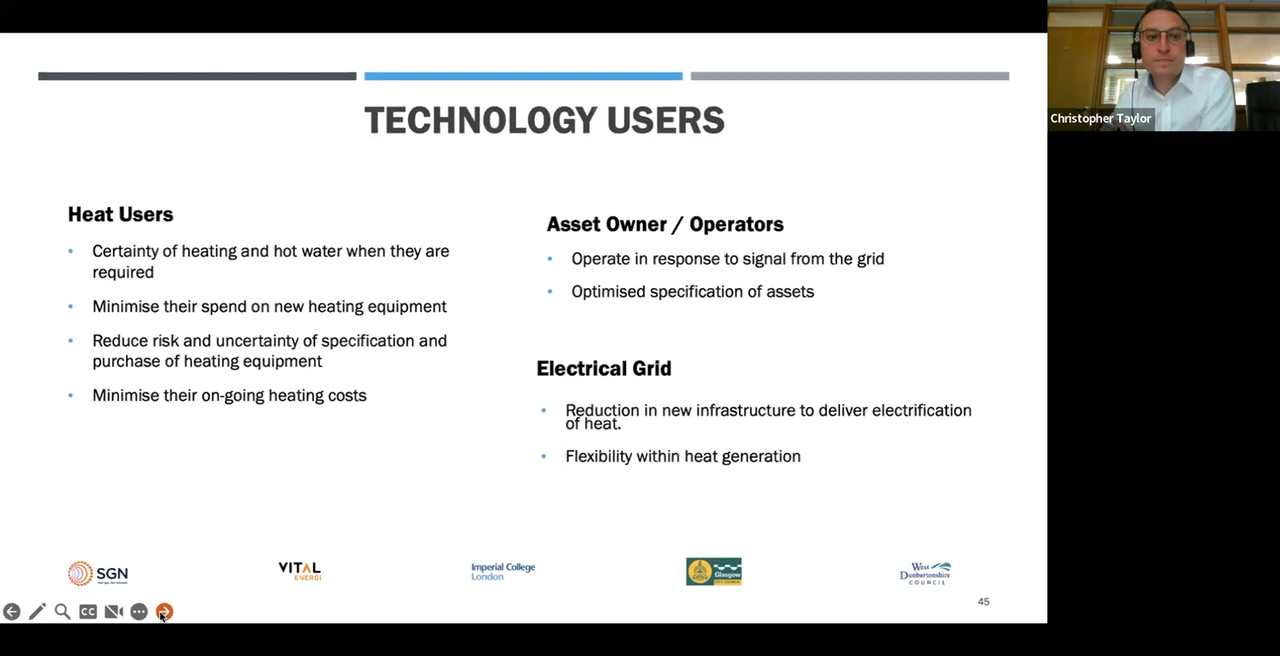 TECHNOLOGY USERS
Heat Users
• Certainty of heating and hot water when they are
required
• Minimise their spend on new heating equipment
• Reduce risk and uncertainty of specification and
purchase of heating equipment
• Minimise their on-going heating costs
Asset Owner / Operators
• Operate in response to signal from the grid
• Optimised specification of assets
Electrical Grid
• Reduction in new infrastructure to deliver electrification
of heat.
• Flexibility within heat generation
SGN
VITAL
ENERGI
Imperial College
London
Glasgow
West
Dunbartonshire
COUNCIL
45
CC
Christopher Taylor